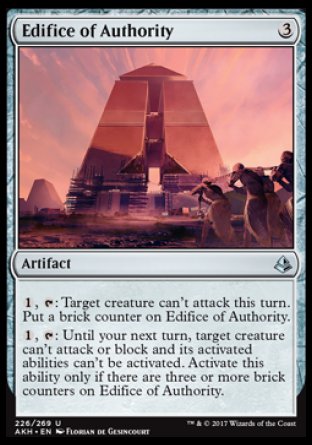 Edifice of Authority 3
Artifact
1, T: Target creature can't attack this turn.
Put a brick counter on Edifice of Authority.
1, T: Until your next turn, target creature
can't attack or block and its activated
abilities can't be activated. Activate this
ability only if there are three or more brick
counters on Edifice of Authority.
226/269 U
AKH • EN Florian de Gesincourt
™ & © 2017 Wizards of the Coast